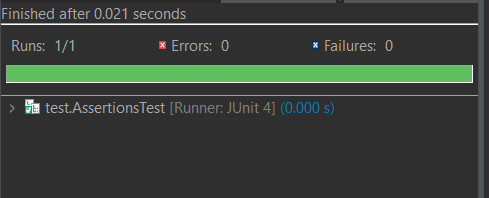 Finished after 0.021 seconds
Runs: 1/1 Errors: 0 Failures: 0
test.AssertionsTest [Runner: JUnit 4] (0.000 s)